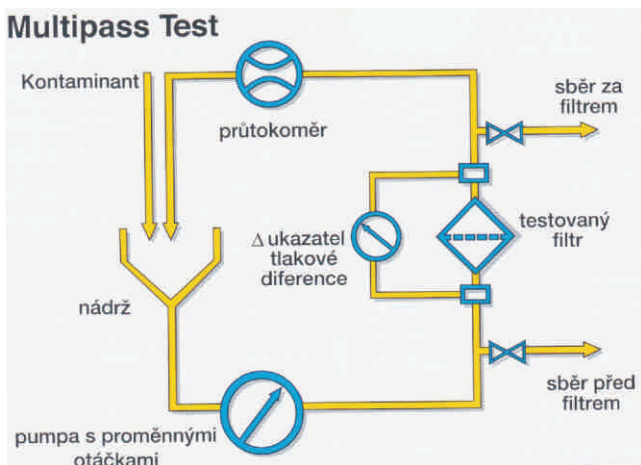 Multipass Test
Kontaminant
průtokoměr
sběr za
filtrem
Δ ukazatel
tlakové
diference
testovaný
filtr
nádrž
sběr před
filtrem
pumpa s proměnnými
otáčkami